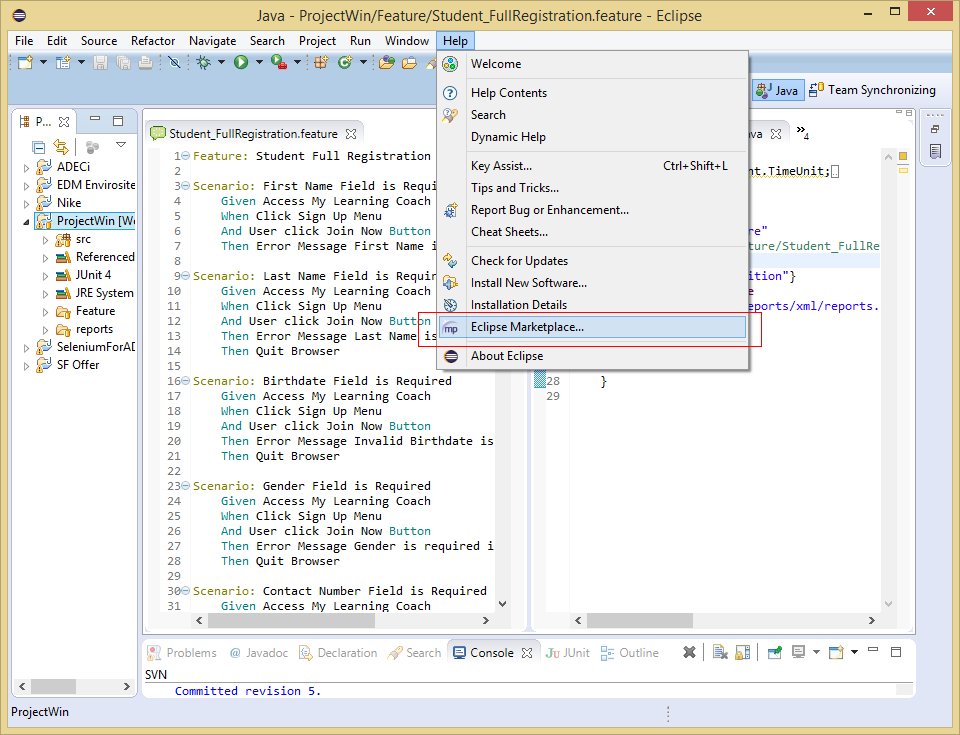 Java - ProjectWin/Feature/Student_FullRegistration.feature - Eclipse
File Edit Source Refactor Navigate Search Project Run Window Help
Welcome
Help Contents
Search
Dynamic Help
Key Assist... Ctrl+Shift+L
Tips and Tricks...
Report Bug or Enhancement...
Cheat Sheets...
Check for Updates
Install New Software...
Installation Details
mp Eclipse Marketplace...
About Eclipse
Java Team Synchronizing
P...
ADECi
EDM Envirosite
Nike
ProjectWin [Wo
src
Referenced
JUnit 4
JRE System
Feature
reports
SeleniumForAD
SF Offer
Student_FullRegistration.feature
1 Feature: Student Full Registration
2
3 Scenario: First Name Field is Requi
4 Given Access My Learning Coach
5 When Click Sign Up Menu
6 And User click Join Now Button
7 Then Error Message First Name i
8
9 Scenario: Last Name Field is Requir
10 Given Access My Learning Coach
11 When Click Sign Up Menu
12 And User click Join Now Button
13 Then Error Message Last Name is
14 Then Quit Browser
15
16 Scenario: Birthdate Field is Required
17 Given Access My Learning Coach
18 When Click Sign Up Menu
19 And User click Join Now Button
20 Then Error Message Invalid Birthdate is
21 Then Quit Browser
22
23 Scenario: Gender Field is Required
24 Given Access My Learning Coach
25 When Click Sign Up Menu
26 And User click Join Now Button
27 Then Error Message Gender is required i
28 Then Quit Browser
29
30 Scenario: Contact Number Field is Required
31 Given Access My Learning Coach
va
»4
nt.TimeUnit;
re"
ture/Student_FullRe
ition"}
e
eports/xml/reports.
28 }
29
Problems @ Javadoc Declaration Search Console JUnit Outline
SVN
Committed revision 5.
ProjectWin